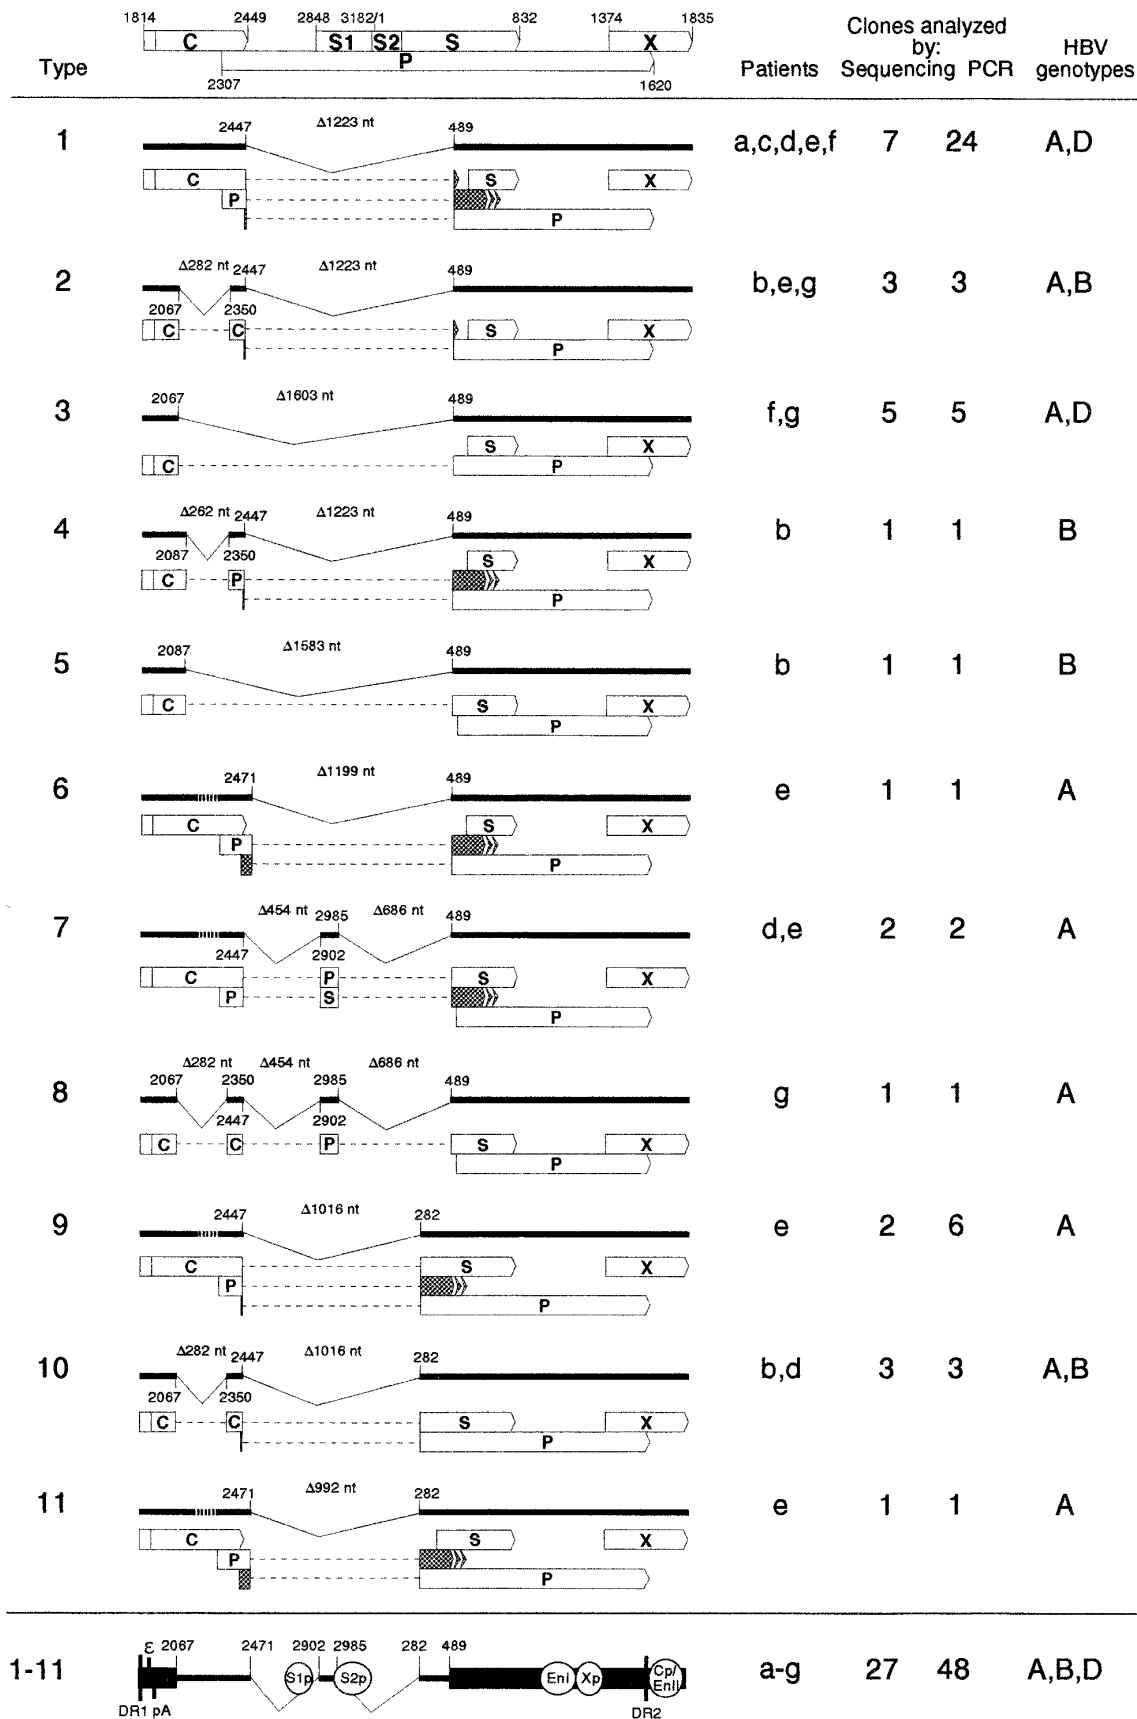 1814 2449 2848 3182/1 832 1374 1835
C S1 S2 S X
P
2307 1620
Type Patients Clones analyzed by: Sequencing PCR HBV genotypes
1 2447 Δ1223 nt 489 a,c,d,e,f 7 24 A,D
C S X
P
P
2 Δ282 nt 2447 Δ1223 nt 489 b,e,g 3 3 A,B
2067 2350
C C S X
P
3 2067 Δ1603 nt 489 f,g 5 5 A,D
S X
C P
4 Δ262 nt 2447 Δ1223 nt 489 b 1 1 B
2087 2350
S X
C P
P
5 2087 Δ1583 nt 489 b 1 1 B
C S X
P
6 2471 Δ1199 nt 489 e 1 1 A
C S X
P
P
7 Δ454 nt 2985 Δ686 nt 489 d,e 2 2 A
2447 2902
C P S X
P S
P
8 Δ282 nt Δ454 nt Δ686 nt g 1 1 A
2067 2350 2985 489
2447 2902
C C P S X
P
9 2447 Δ1016 nt 282 e 2 6 A
C S X
P
P
10 Δ282 nt 2447 Δ1016 nt 282 b,d 3 3 A,B
2067 2350
C C S X
P
11 2471 Δ992 nt 282 e 1 1 A
C S X
P
P
1-11 ε 2067 2471 2902 2985 282 489 a-g 27 48 A,B,D
S1p S2p EnI Xp Cp/ EnII
DR1 pA DR2